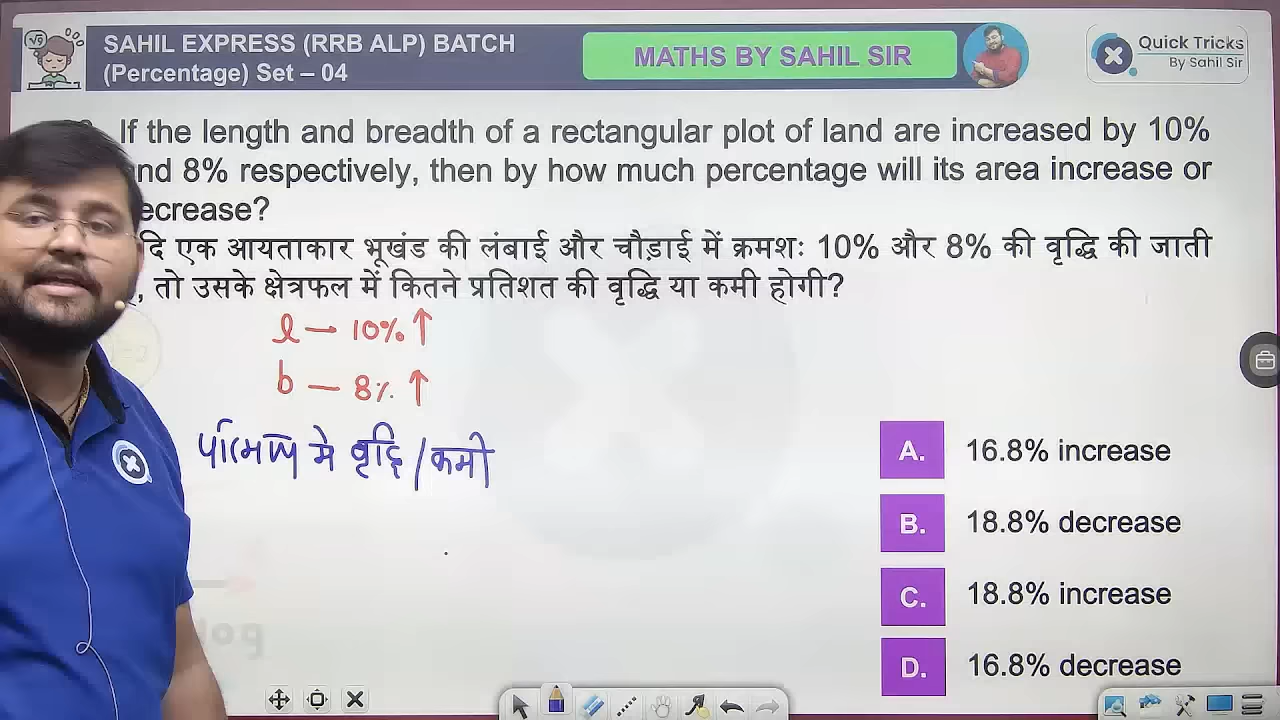 SAHIL EXPRESS (RRB ALP) BATCH
(Percentage) Set – 04
MATHS BY SAHIL SIR
Quick Tricks
By Sahil Sir
If the length and breadth of a rectangular plot of land are increased by 10%
nd 8% respectively, then by how much percentage will its area increase or
ecrease?
दि एक आयताकार भूखंड की लंबाई और चौड़ाई में क्रमशः 10% और 8% की वृद्धि की जाती
, तो उसके क्षेत्रफल में कितने प्रतिशत की वृद्धि या कमी होगी?
l — 10% ↑
b — 8% ↑
में वृद्धि / कमी
A. 16.8% increase
B. 18.8% decrease
C. 18.8% increase
D. 16.8% decrease